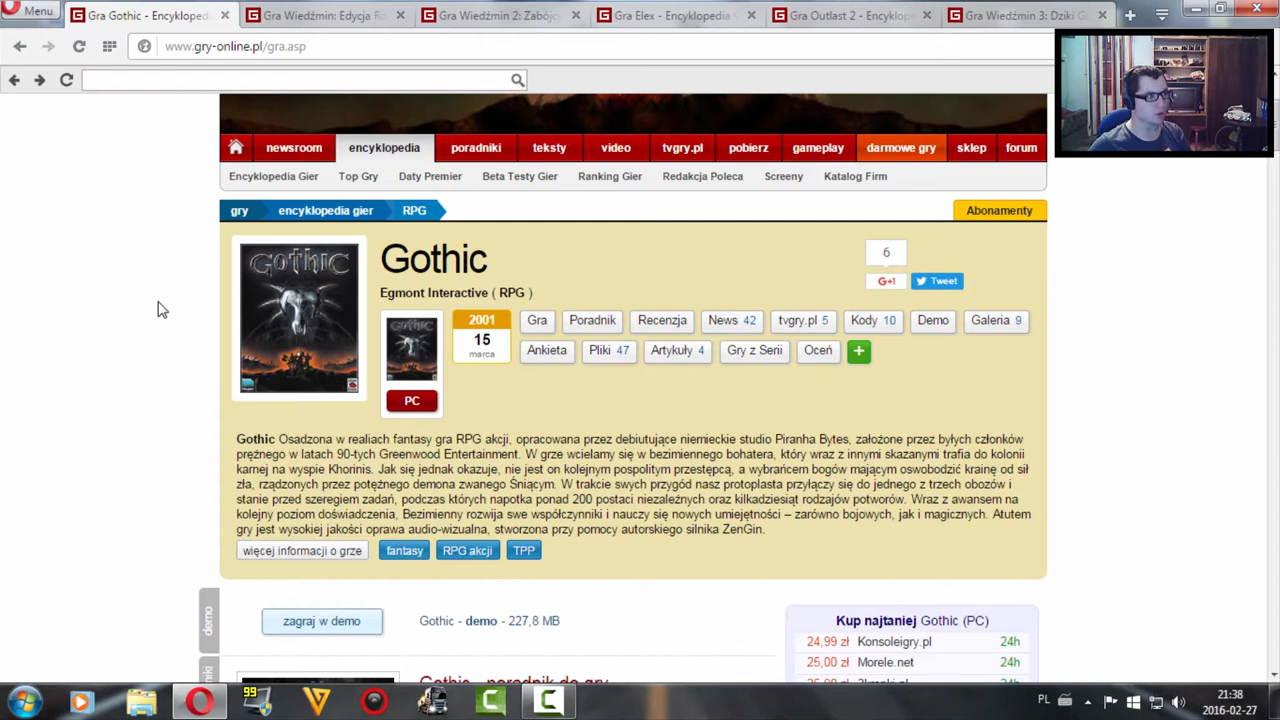 Menu
Gra Gothic - Encyklopedi
Gra Wiedźmin: Edycja Ro
Gra Wiedźmin 2: Zabójcy
Gra Elex - Encyklopedia G
Gra Outlast 2 - Encyklope
Gra Wiedźmin 3: Dziki G
www.gry-online.pl/gra.asp
newsroom encyklopedia poradniki teksty video tvgry.pl pobierz gameplay darmowe gry sklep forum
Encyklopedia Gier Top Gry Daty Premier Beta Testy Gier Ranking Gier Redakcja Poleca Screeny Katalog Firm
gry encyklopedia gier RPG Abonamenty
GOTHIC
Gothic
6
Egmont Interactive ( RPG )
G+1 Tweet
GOTHIC
PC
2001
15
marca
Gra Poradnik Recenzja News 42 tvgry.pl 5 Kody 10 Demo Galeria 9
Ankieta Pliki 47 Artykuły 4 Gry z Serii Oceń +
Gothic Osadzona w realiach fantasy gra RPG akcji, opracowana przez debiutujące niemieckie studio Piranha Bytes, założone przez byłych członków
prężnego w latach 90-tych Greenwood Entertainment. W grze wcielamy się w bezimiennego bohatera, który wraz z innymi skazanymi trafia do kolonii
karnej na wyspie Khorinis. Jak się jednak okazuje, nie jest on kolejnym pospolitym przestępcą, a wybrańcem bogów mającym oswobodzić krainę od sił
zła, rządzonych przez potężnego demona zwanego Śniącym. W trakcie swych przygód nasz protoplasta przyłączy się do jednego z trzech obozów i
stanie przed szeregiem zadań, podczas których napotka ponad 200 postaci niezależnych oraz kilkadziesiąt rodzajów potworów. Wraz z awansem na
kolejny poziom doświadczenia, Bezimienny rozwija swe współczynniki i nauczy się nowych umiejętności – zarówno bojowych, jak i magicznych. Atutem
gry jest wysokiej jakości oprawa audio-wizualna, stworzona przy pomocy autorskiego silnika ZenGin.
więcej informacji o grze fantasy RPG akcji TPP
demo
zagraj w demo
Gothic - demo - 227,8 MB
Kup najtaniej Gothic (PC)
24,99 zł Konsoleigry.pl 24h
25,00 zł Morele.net 24h
Gothic - poradnik do gry
99
PL
21:38
2016-02-27